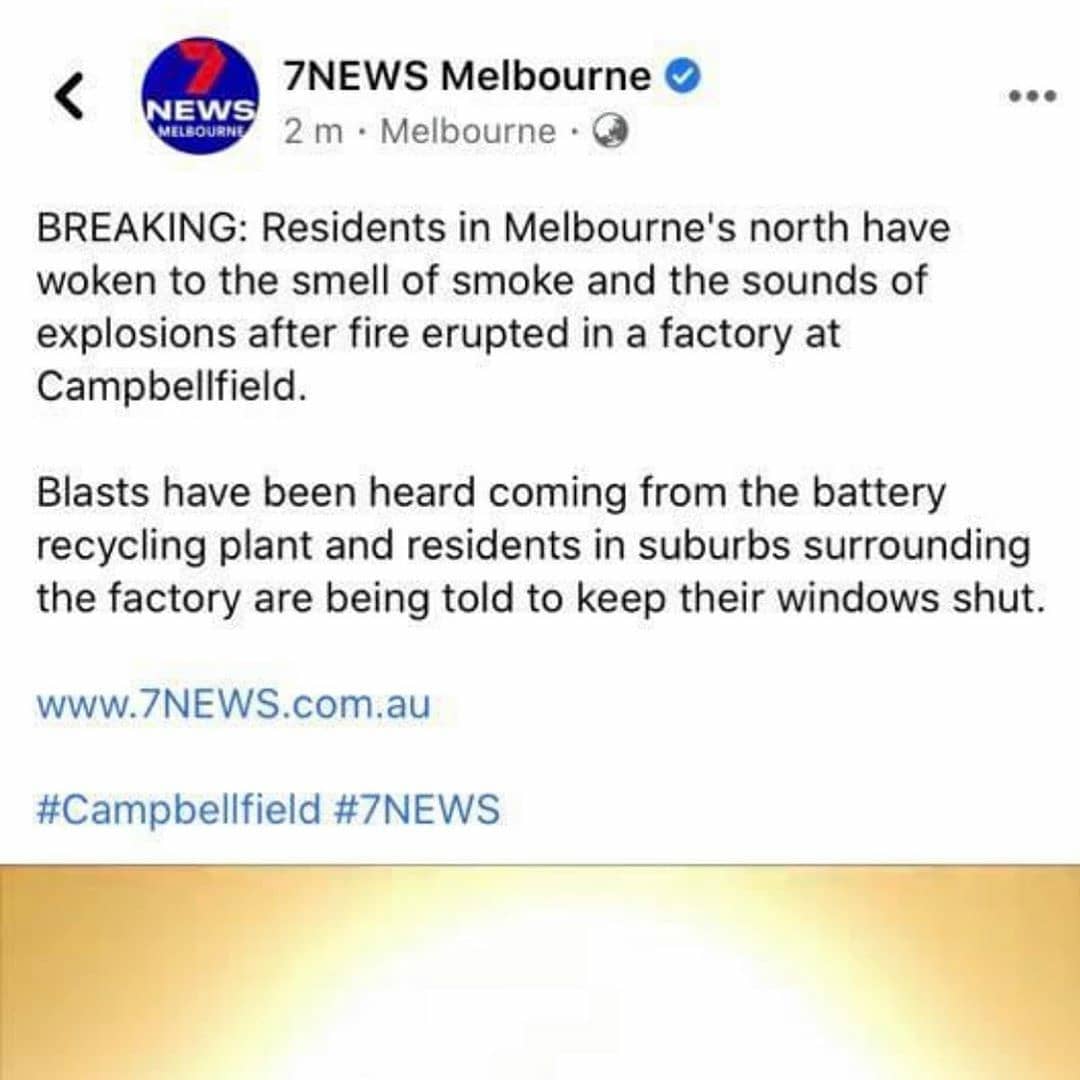 7
NEWS
MELBOURNE
7NEWS Melbourne
2 m · Melbourne ·
BREAKING: Residents in Melbourne's north have
woken to the smell of smoke and the sounds of
explosions after fire erupted in a factory at
Campbellfield.
Blasts have been heard coming from the battery
recycling plant and residents in suburbs surrounding
the factory are being told to keep their windows shut.
www.7NEWS.com.au
#Campbellfield #7NEWS